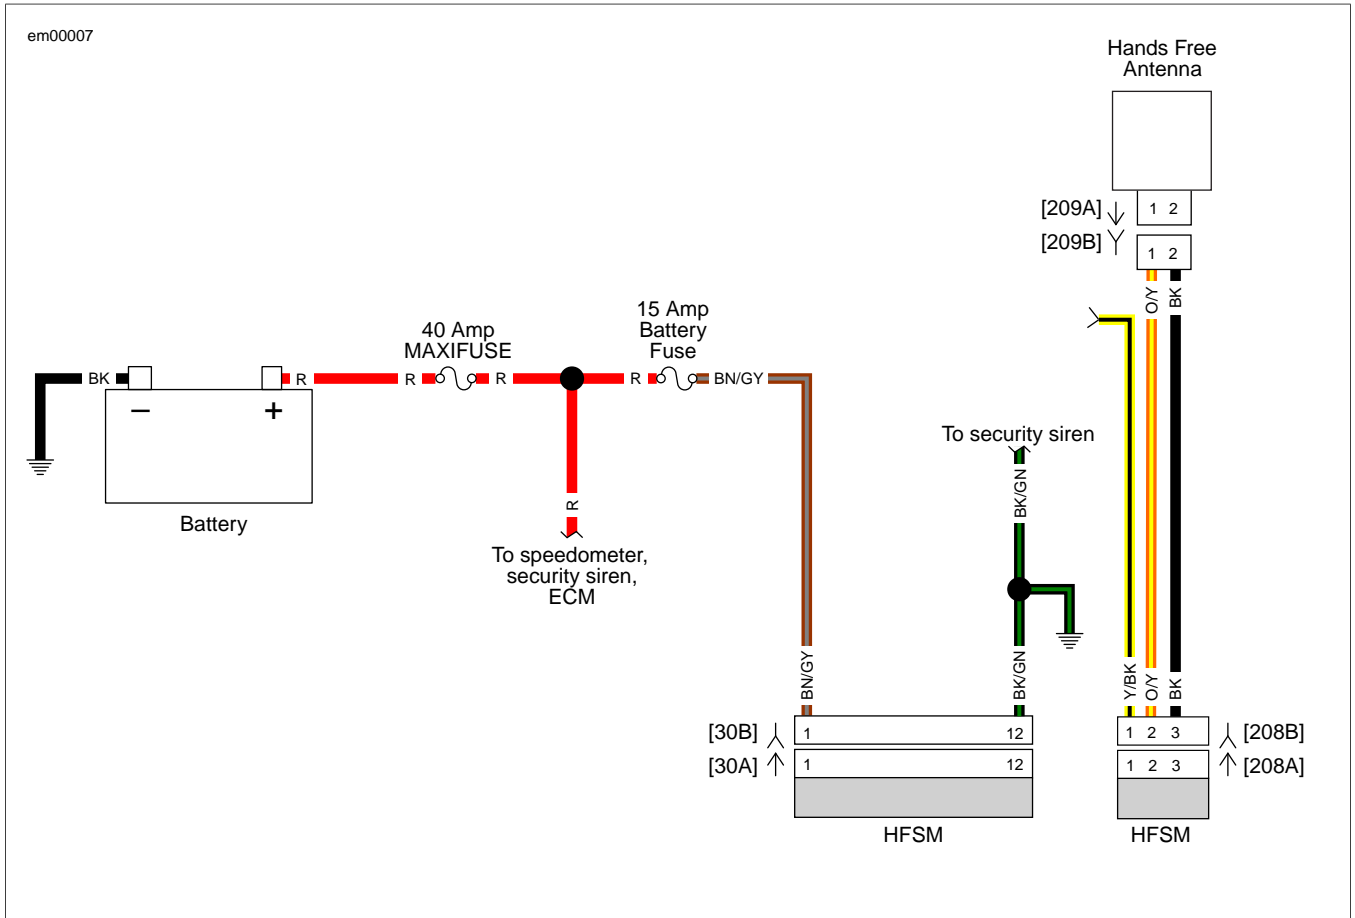 em00007
Hands Free
Antenna
[209A]
1 2
[209B]
1 2
O/Y
BK
40 Amp
MAXIFUSE
15 Amp
Battery
Fuse
BK
R
R
R
R
BN/GY
−
+
Battery
R
To speedometer,
security siren,
ECM
To security siren
BK/GN
BN/GY
BK/GN
Y/BK
O/Y
BK
[30B]
1 12
[30A]
1 12
HFSM
1 2 3
[208B]
1 2 3
[208A]
HFSM